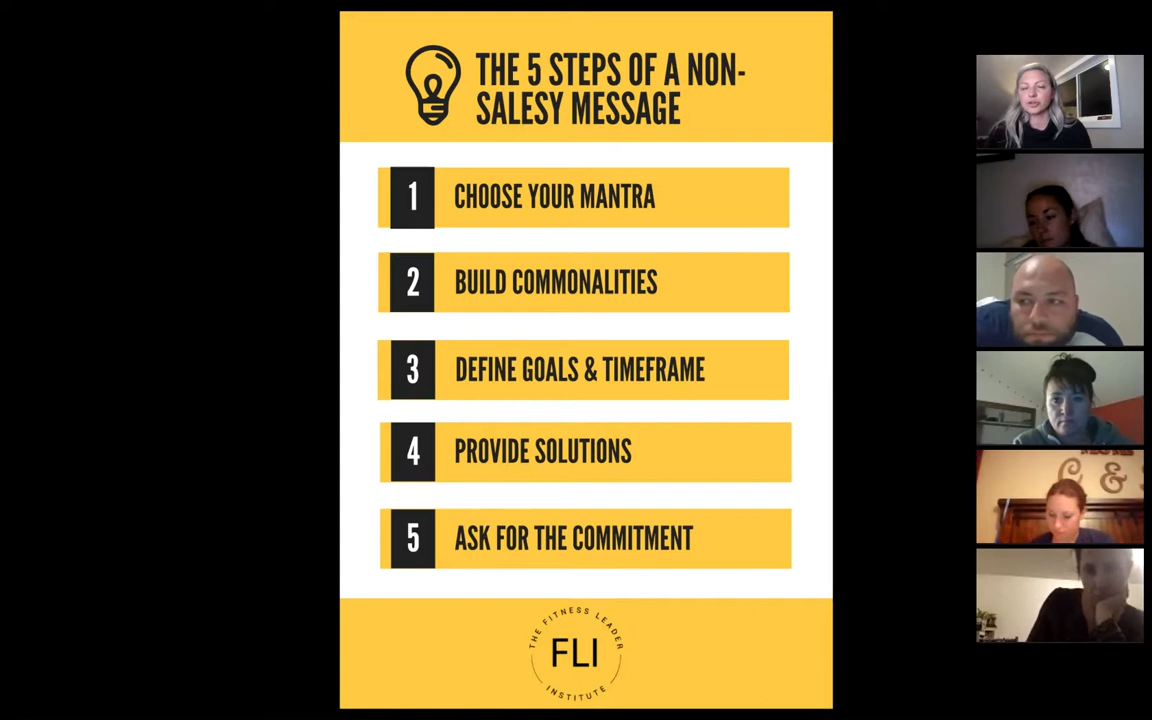 THE 5 STEPS OF A NON-
SALESY MESSAGE
1 CHOOSE YOUR MANTRA
2 BUILD COMMONALITIES
3 DEFINE GOALS & TIMEFRAME
4 PROVIDE SOLUTIONS
5 ASK FOR THE COMMITMENT
THE FITNESS LEADER
FLI
INSTITUTE
C &